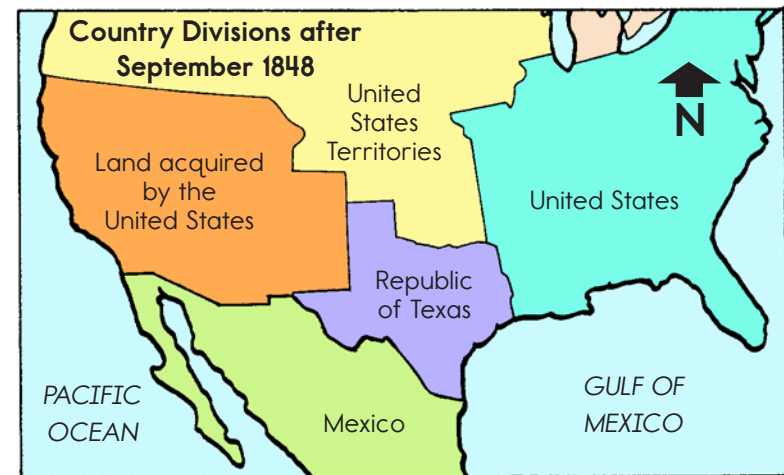 Country Divisions after
September 1848
United
States
Territories
N
Land acquired
by the
United States
United States
Republic
of Texas
PACIFIC
OCEAN
Mexico
GULF OF
MEXICO